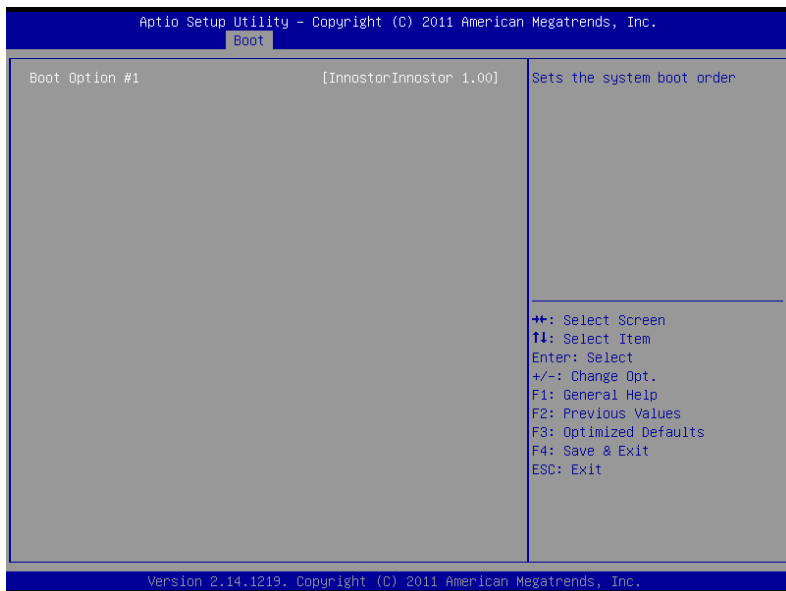 Aptio Setup Utility – Copyright (C) 2011 American Megatrends, Inc.
Boot
Boot Option #1 [InnostorInnostor 1.00]
Sets the system boot order
→←: Select Screen
↑↓: Select Item
Enter: Select
+/-: Change Opt.
F1: General Help
F2: Previous Values
F3: Optimized Defaults
F4: Save & Exit
ESC: Exit
Version 2.14.1219. Copyright (C) 2011 American Megatrends, Inc.